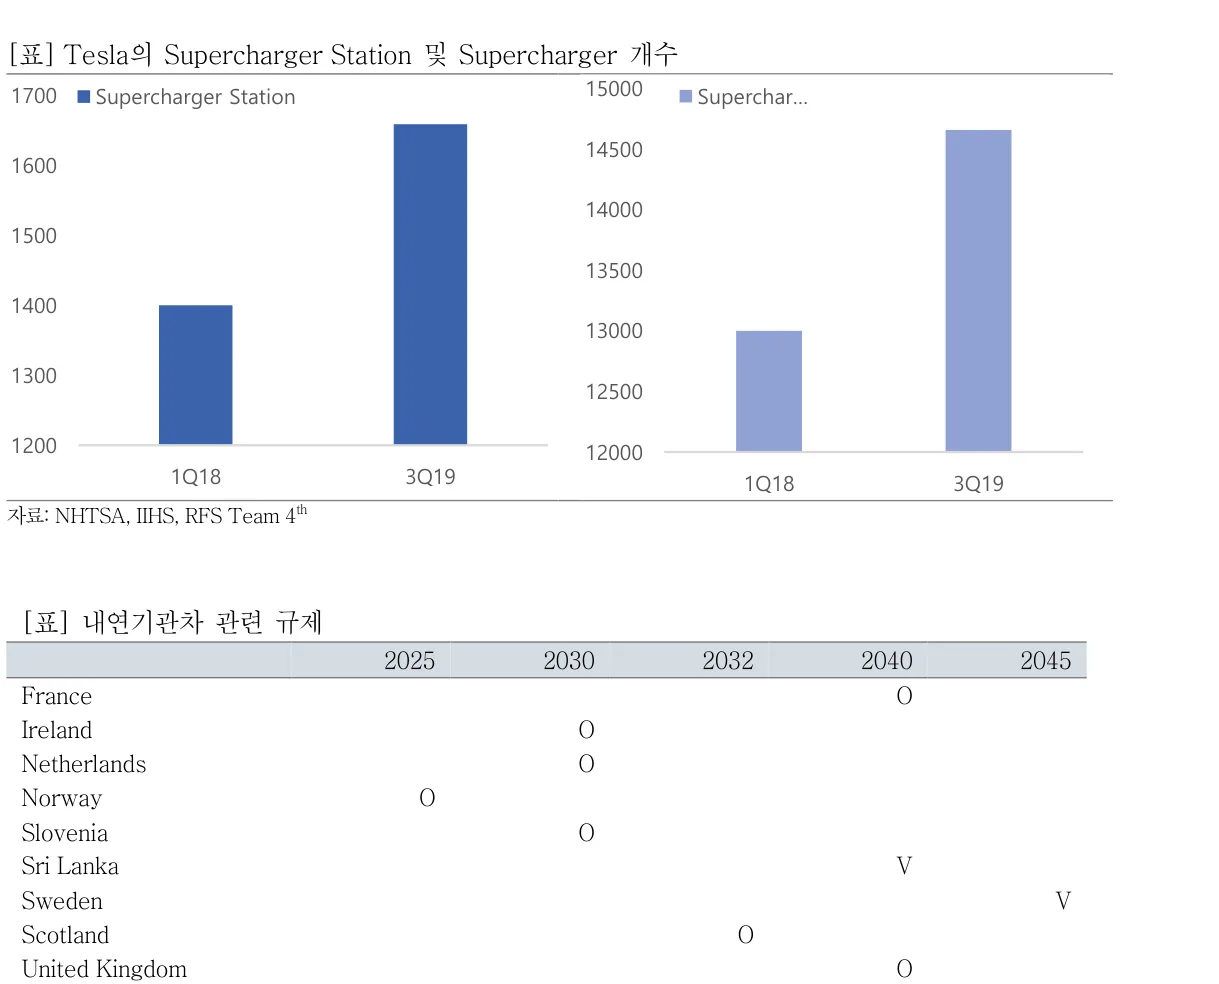 [표] Tesla의 Supercharger Station 및 Supercharger 개수
Supercharger Station
1700
1600
1500
1400
1300
1200
1Q18 3Q19
Superchar...
15000
14500
14000
13500
13000
12500
12000
1Q18 3Q19
자료: NHTSA, IIHS, RFS Team 4th
[표] 내연기관차 관련 규제
2025 2030 2032 2040 2045
France O
Ireland O
Netherlands O
Norway O
Slovenia O
Sri Lanka V
Sweden V
Scotland O
United Kingdom O